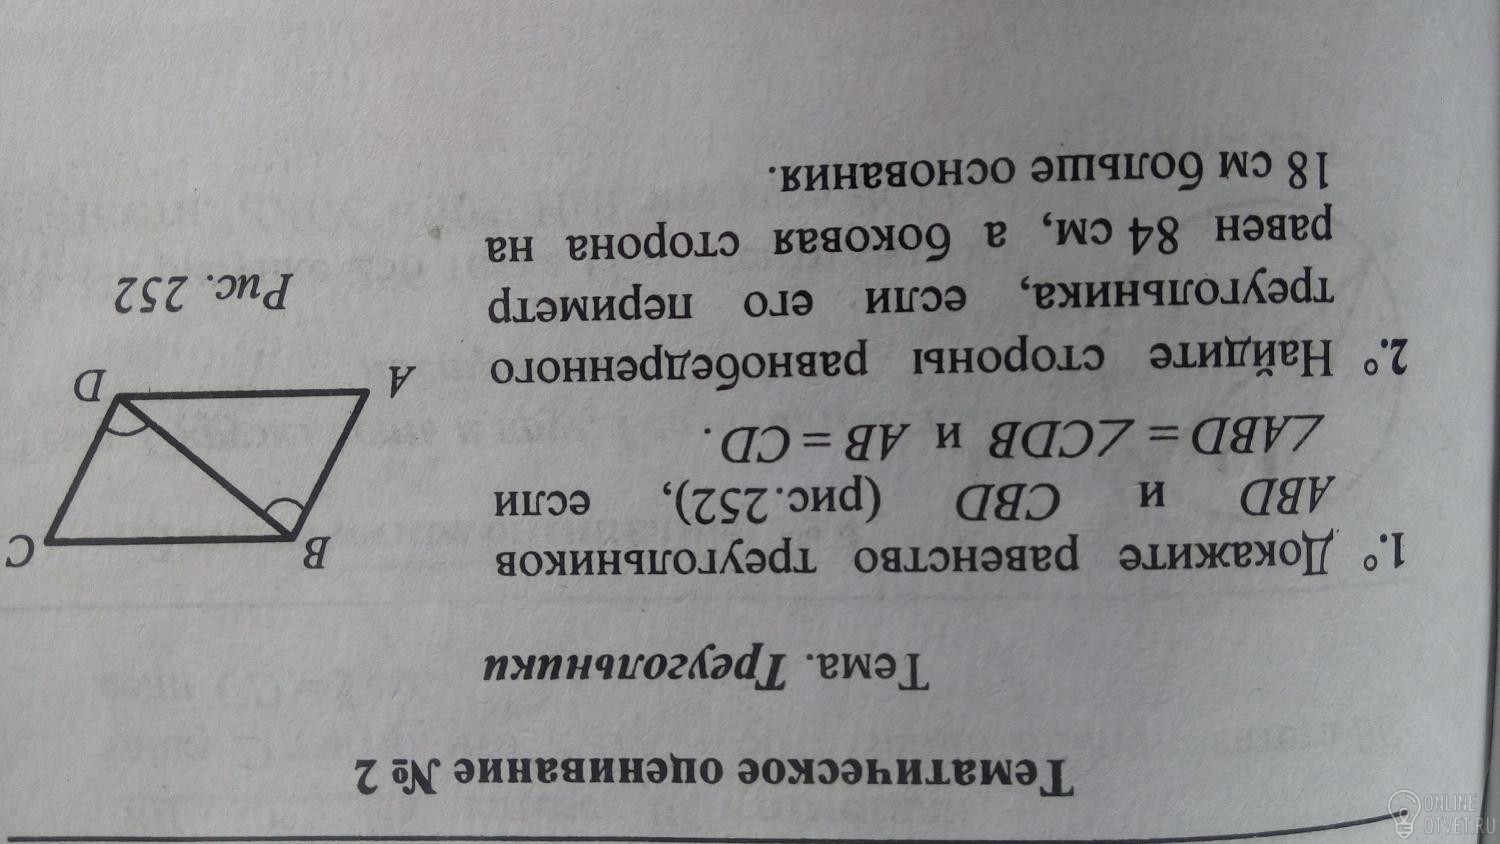 Тематическое оценивание № 2
Тема. Треугольники
1.° Докажите равенство треугольников
ABD и CBD (рис.252), если
∠ABD = ∠CDB и AB = CD.
2.° Найдите стороны равнобедренного
треугольника, если его периметр
равен 84 см, а боковая сторона на
18 см больше основания.
B
C
A
D
Рис. 252
ONLINE
OTVET.RU